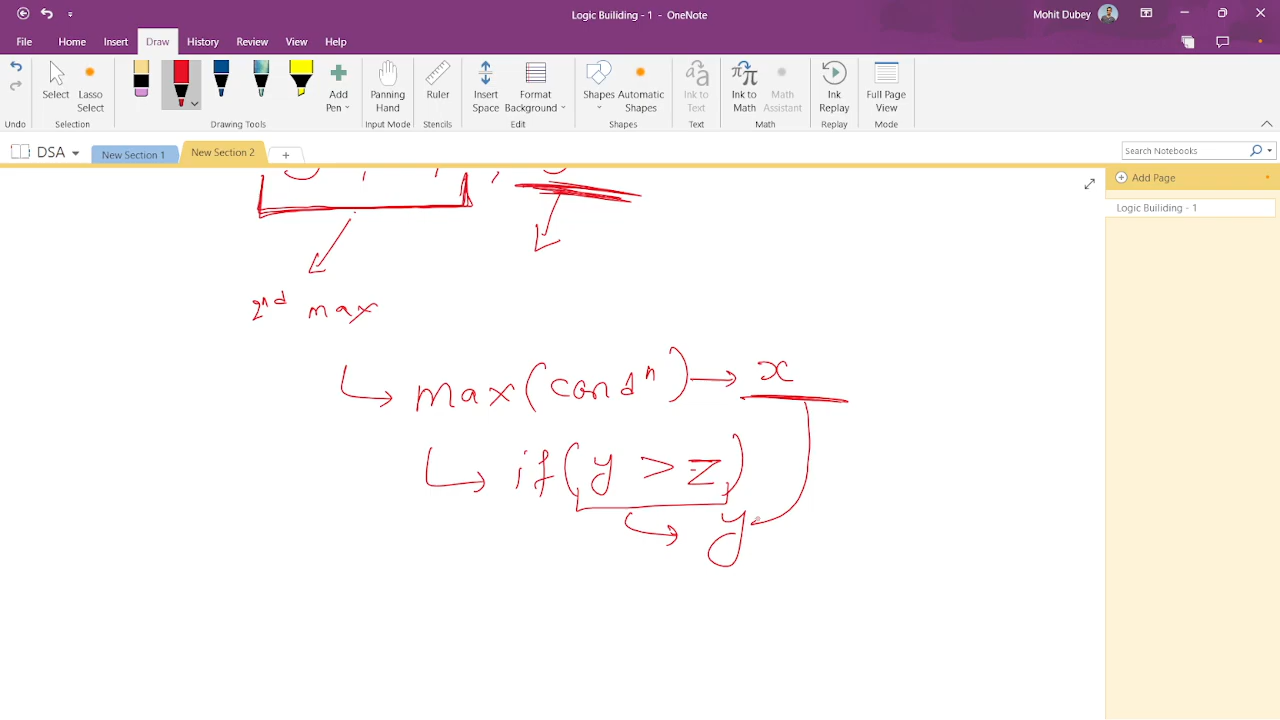 Logic Builiding - 1 - OneNote
Mohit Dubey
File Home Insert Draw History Review View Help
Undo
Select
Lasso Select
Selection
Add Pen
Drawing Tools
Panning Hand
Input Mode
Ruler
Stencils
Insert Space
Format Background
Edit
Shapes
Automatic Shapes
Shapes
Ink to Text
Text
Ink to Math
Math Assistant
Math
Ink Replay
Replay
Full Page View
Mode
DSA New Section 1 New Section 2
Search Notebooks
Add Page
Logic Builiding - 1
2nd max
max(condn) → x
if(y > z)
y